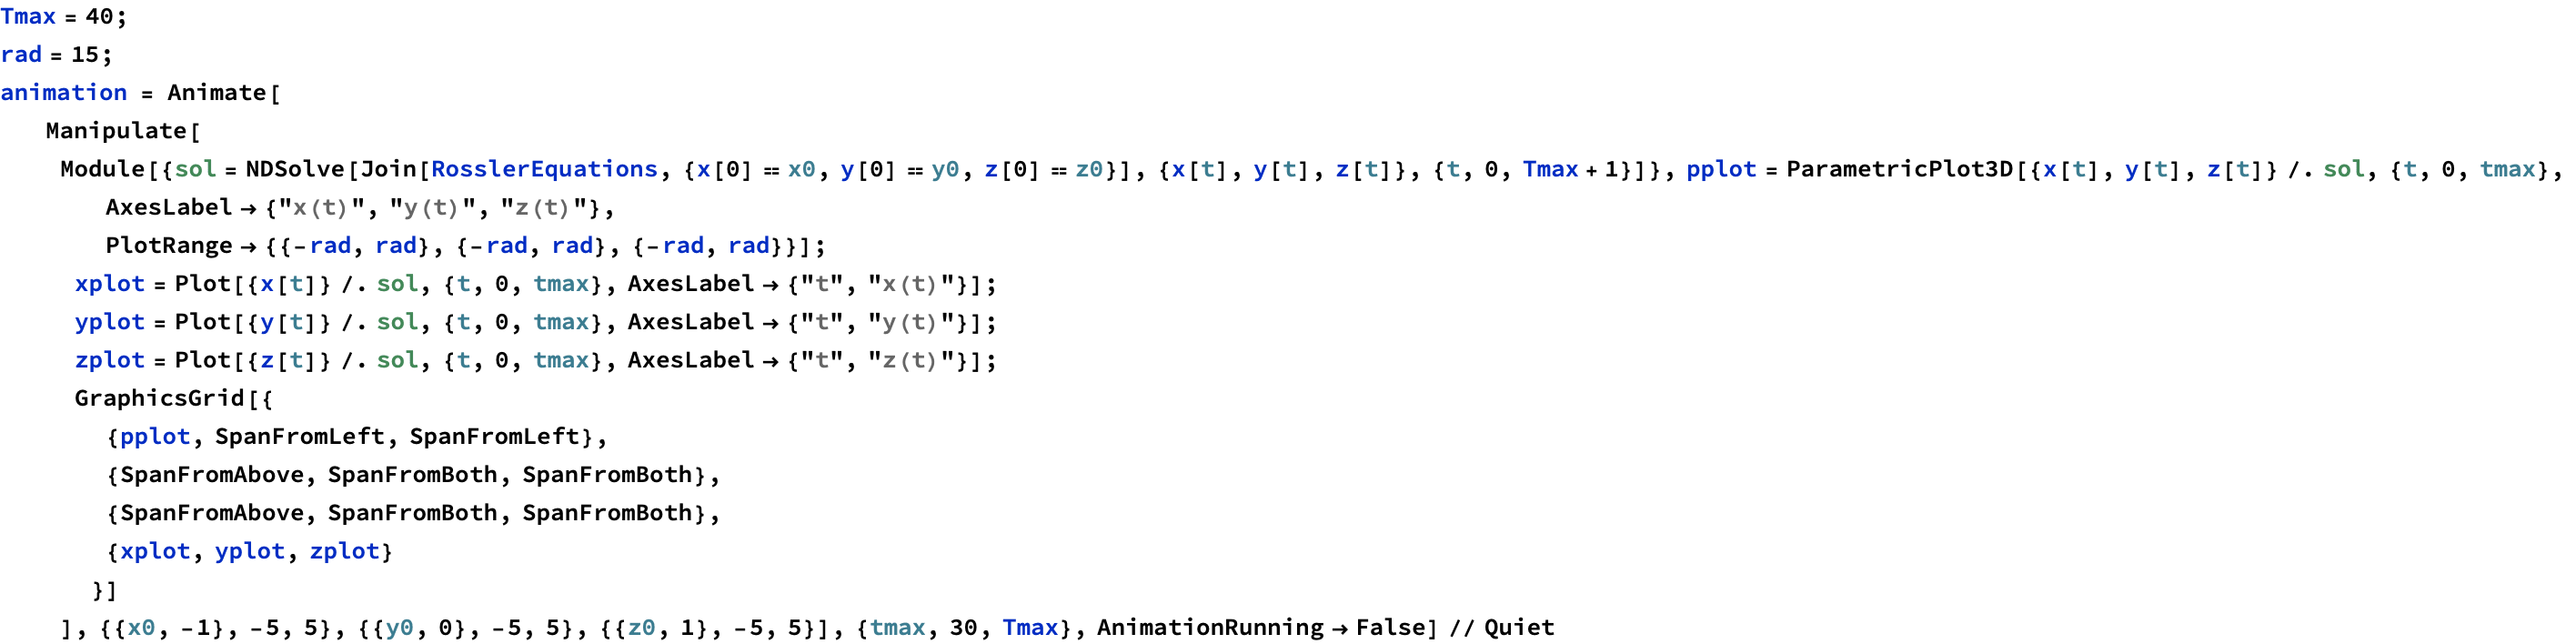 Tmax = 40;
rad = 15;
animation = Animate[
Manipulate[
Module[{sol = NDSolve[Join[RosslerEquations, {x[0] == x0, y[0] == y0, z[0] == z0}], {x[t], y[t], z[t]}, {t, 0, Tmax + 1}]}, pplot = ParametricPlot3D[{x[t], y[t], z[t]} /. sol, {t, 0, tmax},
AxesLabel → {"x(t)", "y(t)", "z(t)"},
PlotRange → {{-rad, rad}, {-rad, rad}, {-rad, rad}}];
xplot = Plot[{x[t]} /. sol, {t, 0, tmax}, AxesLabel → {"t", "x(t)"}];
yplot = Plot[{y[t]} /. sol, {t, 0, tmax}, AxesLabel → {"t", "y(t)"}];
zplot = Plot[{z[t]} /. sol, {t, 0, tmax}, AxesLabel → {"t", "z(t)"}];
GraphicsGrid[{
{pplot, SpanFromLeft, SpanFromLeft},
{SpanFromAbove, SpanFromBoth, SpanFromBoth},
{SpanFromAbove, SpanFromBoth, SpanFromBoth},
{xplot, yplot, zplot}
}]
], {{x0, -1}, -5, 5}, {{y0, 0}, -5, 5}, {{z0, 1}, -5, 5}], {tmax, 30, Tmax}, AnimationRunning → False] // Quiet